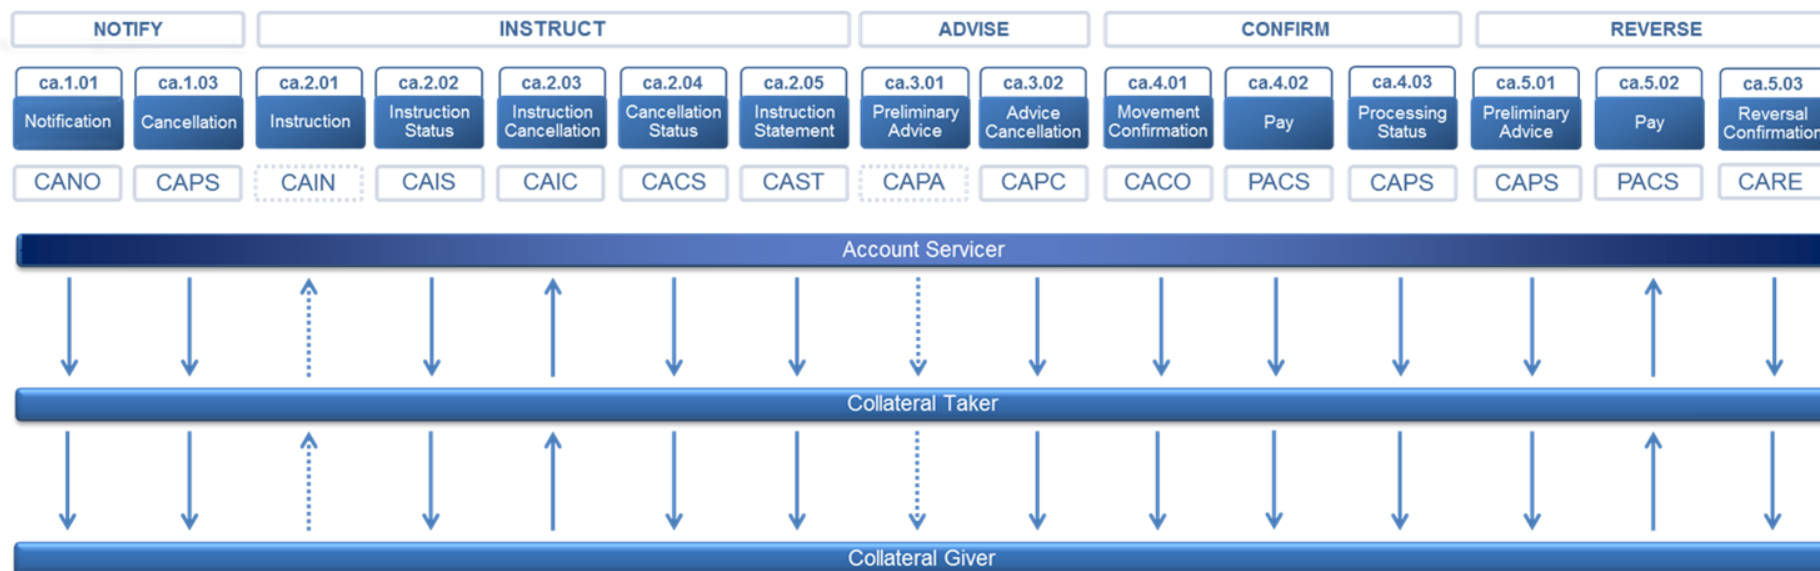 NOTIFY INSTRUCT ADVISE CONFIRM REVERSE
ca.1.01 ca.1.03 ca.2.01 ca.2.02 ca.2.03 ca.2.04 ca.2.05 ca.3.01 ca.3.02 ca.4.01 ca.4.02 ca.4.03 ca.5.01 ca.5.02 ca.5.03
Notification Cancellation Instruction Instruction Status Instruction Cancellation Cancellation Status Instruction Statement Preliminary Advice Advice Cancellation Movement Confirmation Pay Processing Status Preliminary Advice Pay Reversal Confirmation
CANO CAPS CAIN CAIS CAIC CACS CAST CAPA CAPC CACO PACS CAPS CAPS PACS CARE
Account Servicer
Collateral Taker
Collateral Giver